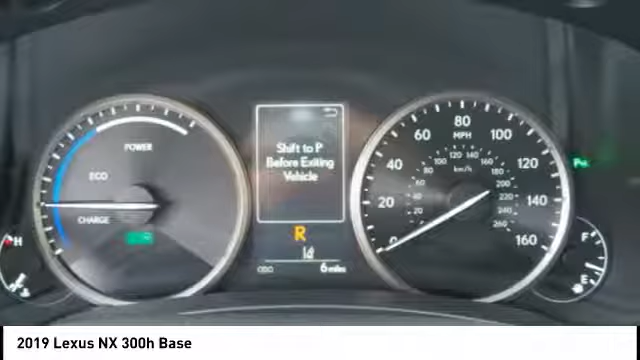 POWER
ECO
CHARGE
H
Shift to P
Before Exiting
Vehicle
R
ODO 6 miles
0 20 40 60 80 100 120 140 160
MPH
20 40 60 80 100 120 140 160 180 200 220 240 260
km/h
F
E
2019 Lexus NX 300h Base